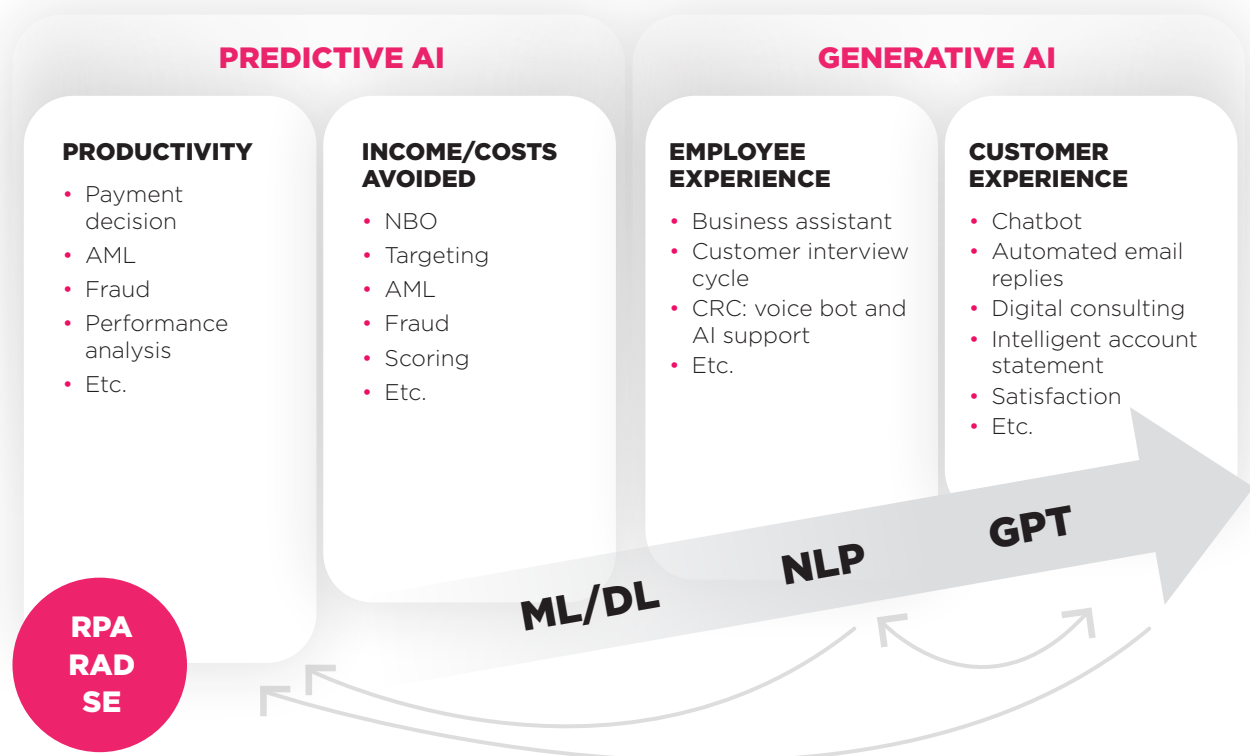 PREDICTIVE AI
PRODUCTIVITY
• Payment
decision
• AML
• Fraud
• Performance
analysis
• Etc.
INCOME/COSTS
AVOIDED
• NBO
• Targeting
• AML
• Fraud
• Scoring
• Etc.
GENERATIVE AI
EMPLOYEE
EXPERIENCE
• Business assistant
• Customer interview
cycle
• CRC: voice bot and
AI support
• Etc.
CUSTOMER
EXPERIENCE
• Chatbot
• Automated email
replies
• Digital consulting
• Intelligent account
statement
• Satisfaction
• Etc.
RPA
RAD
SE
ML/DL
NLP
GPT